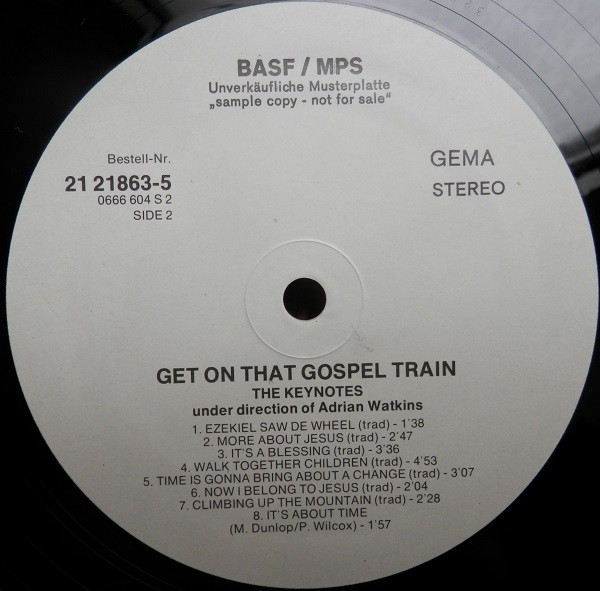 BASF / MPS
Unverkäufliche Musterplatte
„sample copy - not for sale“
Bestell-Nr.
21 21863-5
0666 604 S 2
SIDE 2
GEMA
STEREO
GET ON THAT GOSPEL TRAIN
THE KEYNOTES
under direction of Adrian Watkins
1. EZEKIEL SAW DE WHEEL (trad) - 1'38
2. MORE ABOUT JESUS (trad) - 2'47
3. IT'S A BLESSING (trad) - 3'36
4. WALK TOGETHER CHILDREN (trad) - 4'53
5. TIME IS GONNA BRING ABOUT A CHANGE (trad) - 3'07
6. NOW I BELONG TO JESUS (trad) - 2'04
7. CLIMBING UP THE MOUNTAIN (trad) - 2'28
8. IT'S ABOUT TIME
(M. Dunlop/P. Wilcox) - 1'57